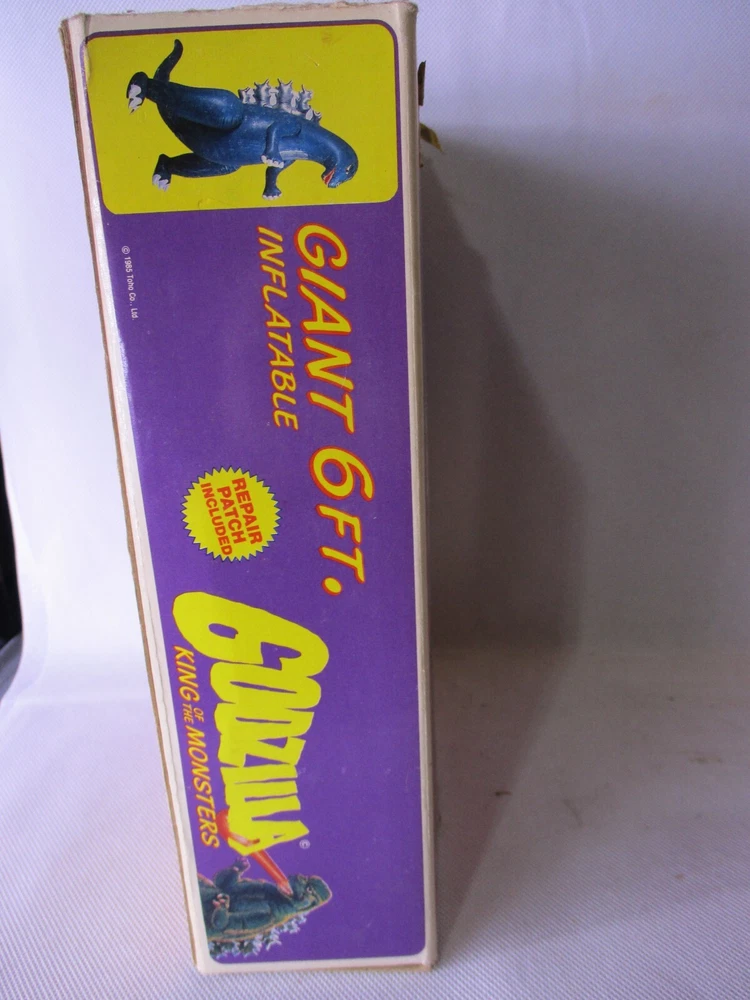 GIANT 6 FT.
INFLATABLE
© 1985 Toho Co., Ltd.
REPAIR
PATCH
INCLUDED
GODZILLA©
KING OF THE MONSTERS